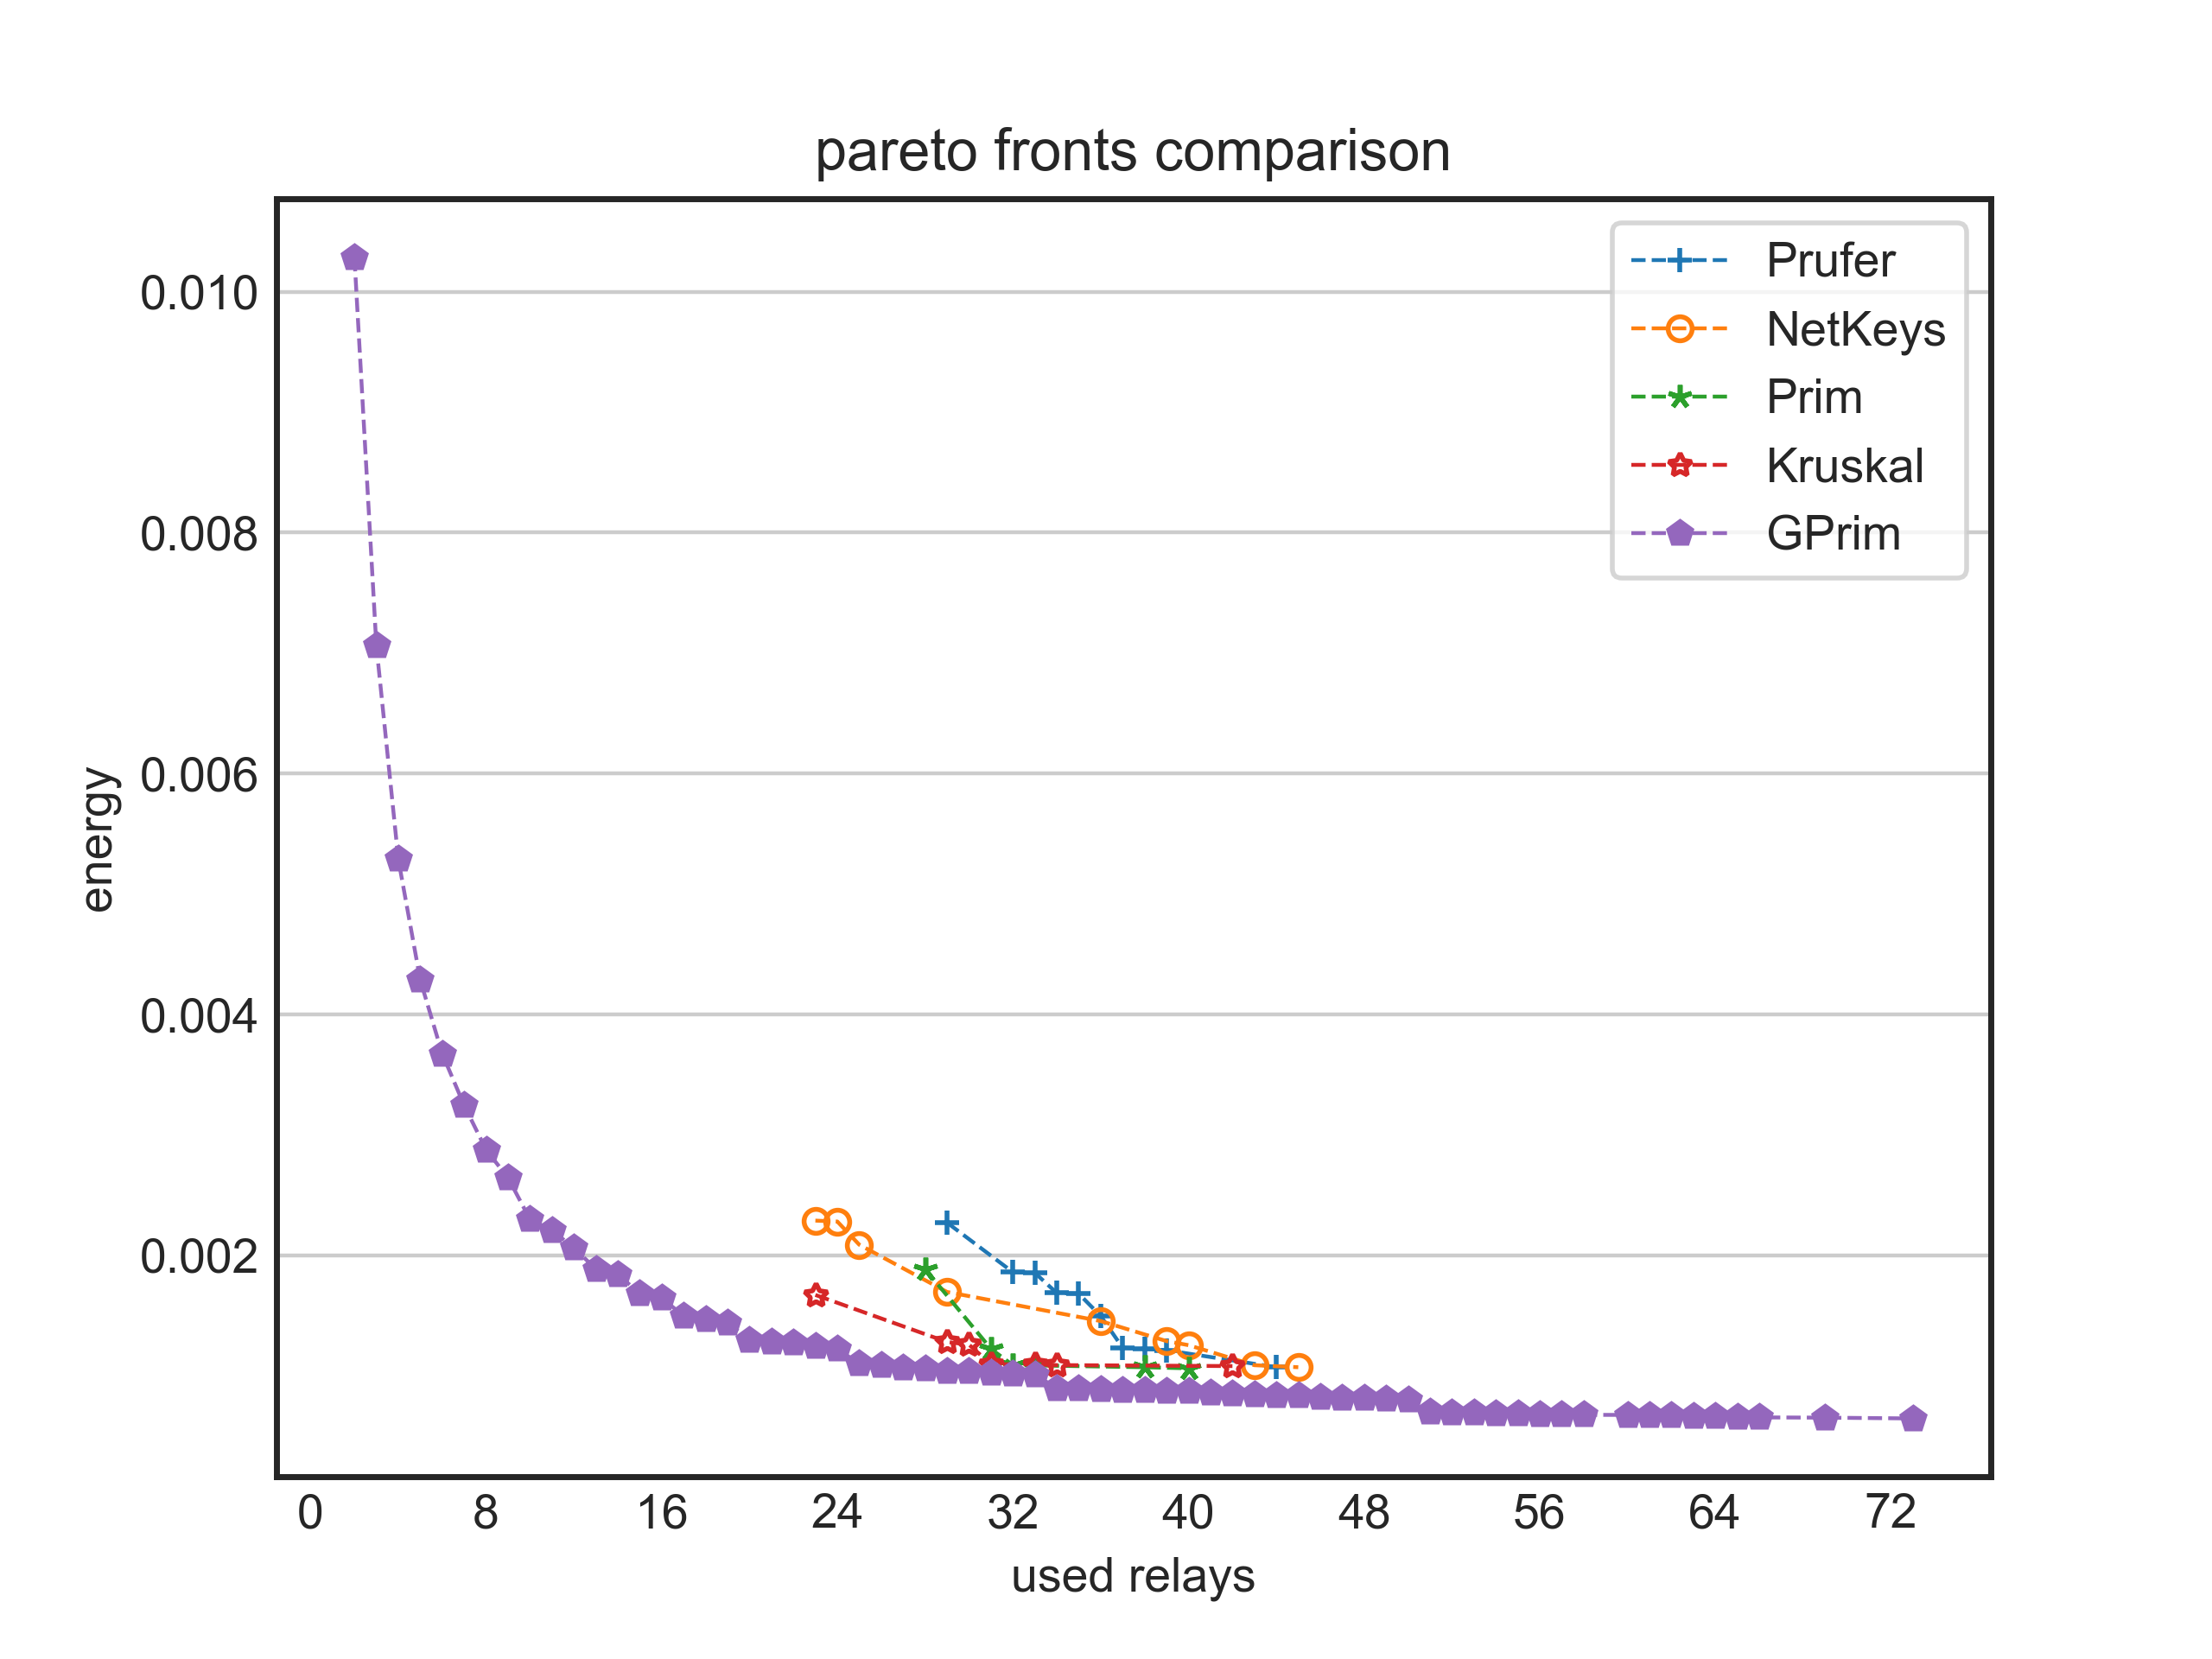 pareto fronts comparison
0.010
0.008
0.006
0.004
0.002
energy
Prufer
NetKeys
Prim
Kruskal
GPrim
0 8 16 24 32 40 48 56 64 72
used relays